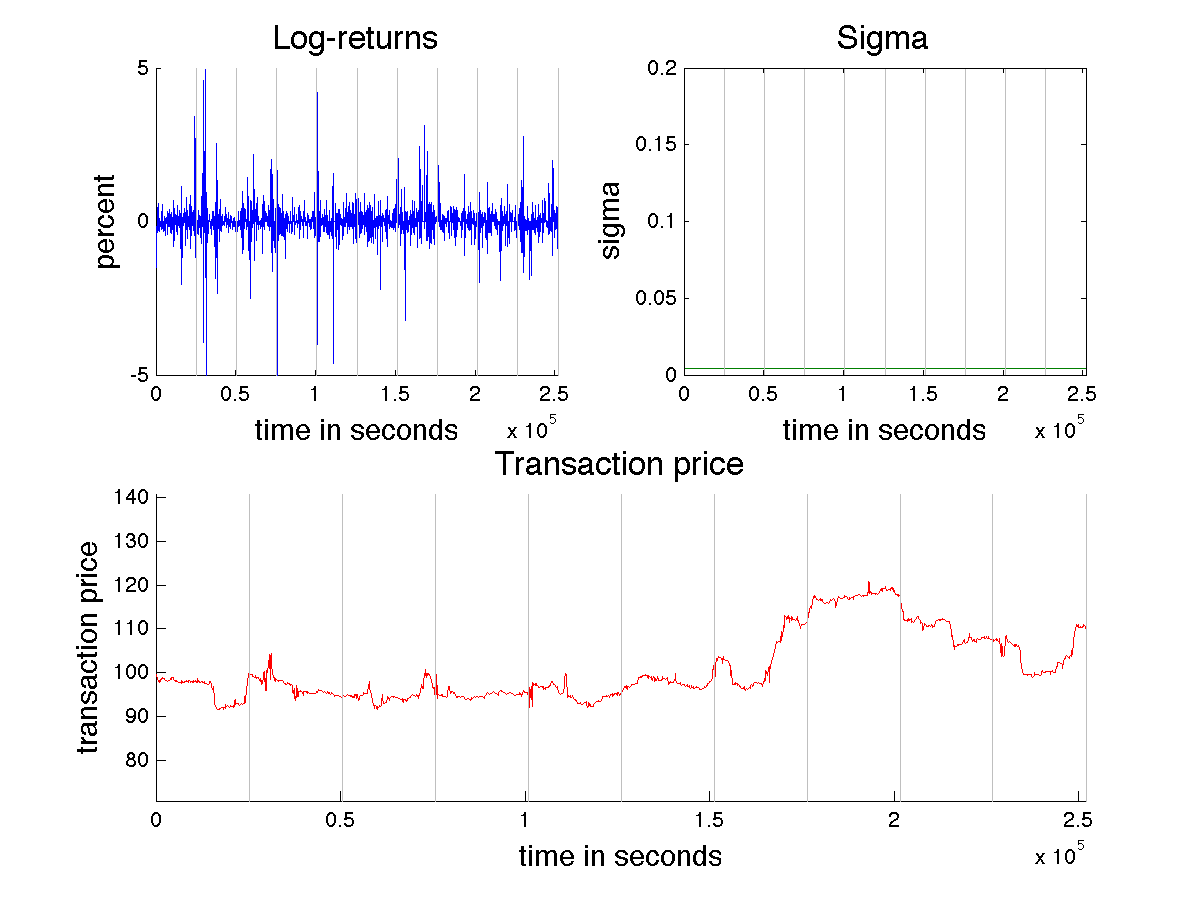 Log-returns
Sigma
5
0
-5
percent
0 0.5 1 1.5 2 2.5
x 10^5
time in seconds
0.2
0.15
0.1
0.05
0
sigma
0 0.5 1 1.5 2 2.5
x 10^5
time in seconds
Transaction price
140
130
120
110
100
90
80
transaction price
0 0.5 1 1.5 2 2.5
x 10^5
time in seconds